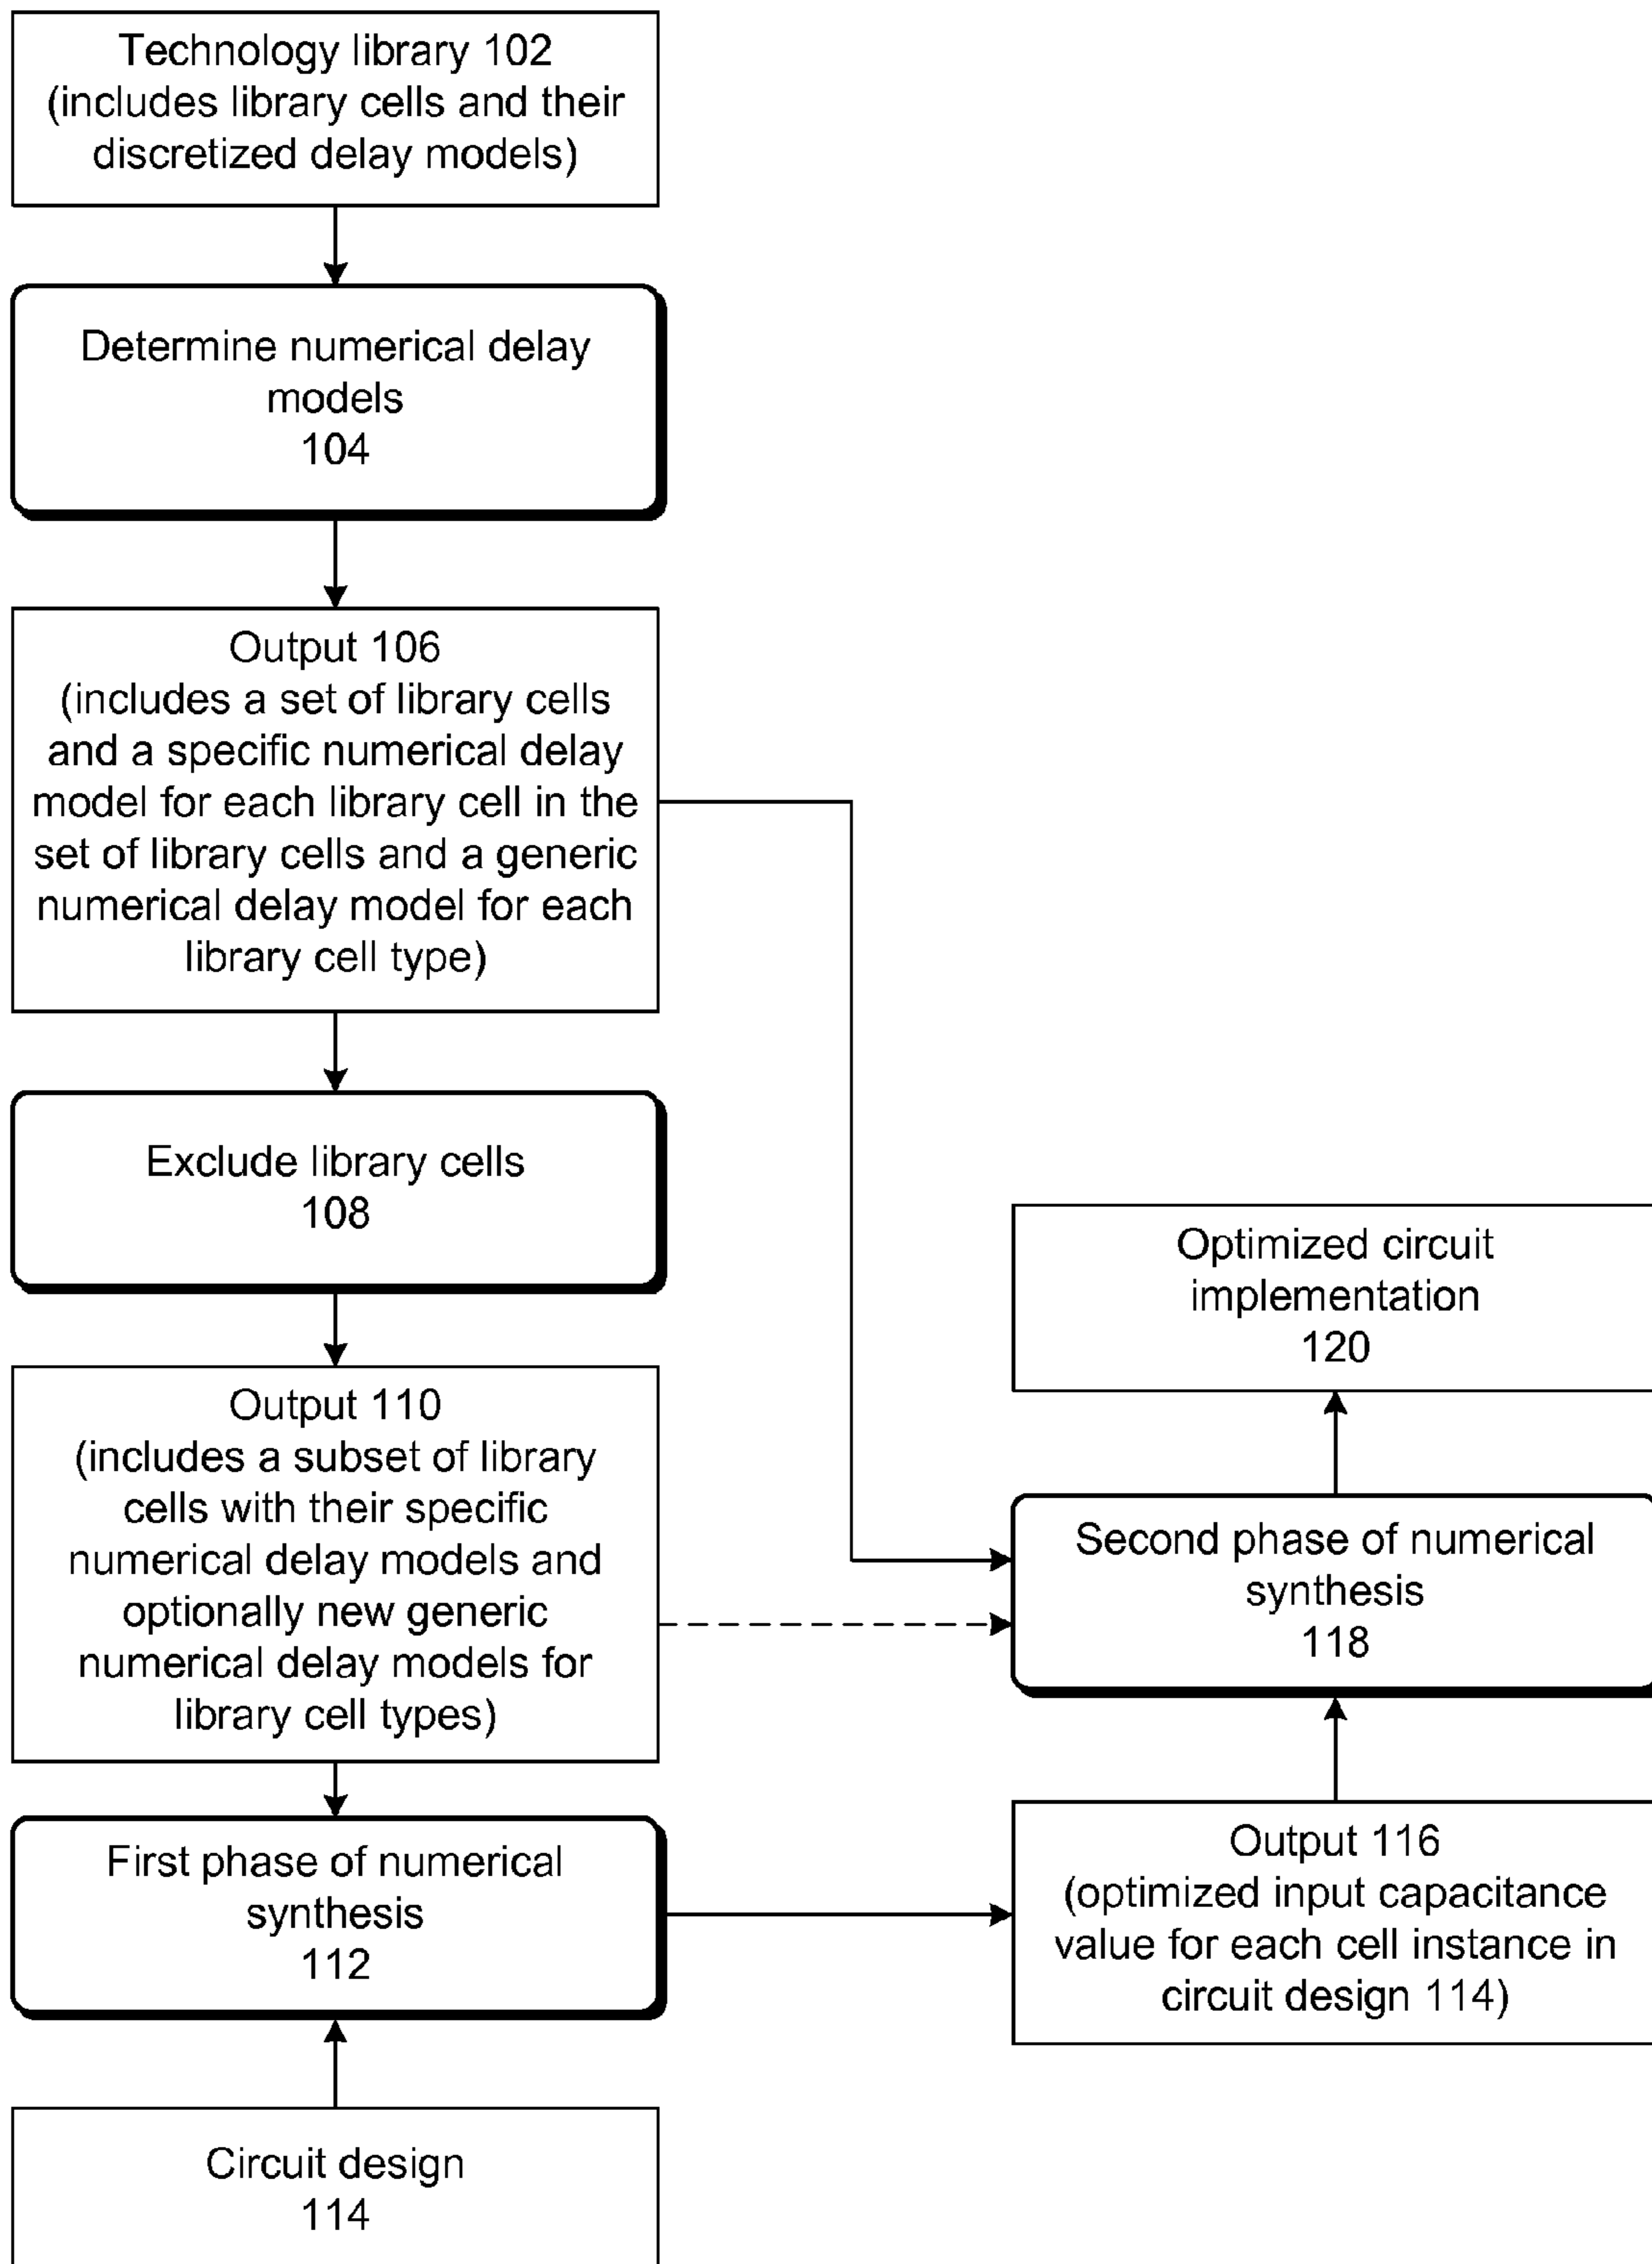 Technology library 102
(includes library cells and their
discretized delay models)
Determine numerical delay
models
104
Output 106
(includes a set of library cells
and a specific numerical delay
model for each library cell in the
set of library cells and a generic
numerical delay model for each
library cell type)
Exclude library cells
108
Output 110
(includes a subset of library
cells with their specific
numerical delay models and
optionally new generic
numerical delay models for
library cell types)
First phase of numerical
synthesis
112
Circuit design
114
Optimized circuit
implementation
120
Second phase of numerical
synthesis
118
Output 116
(optimized input capacitance
value for each cell instance in
circuit design 114)